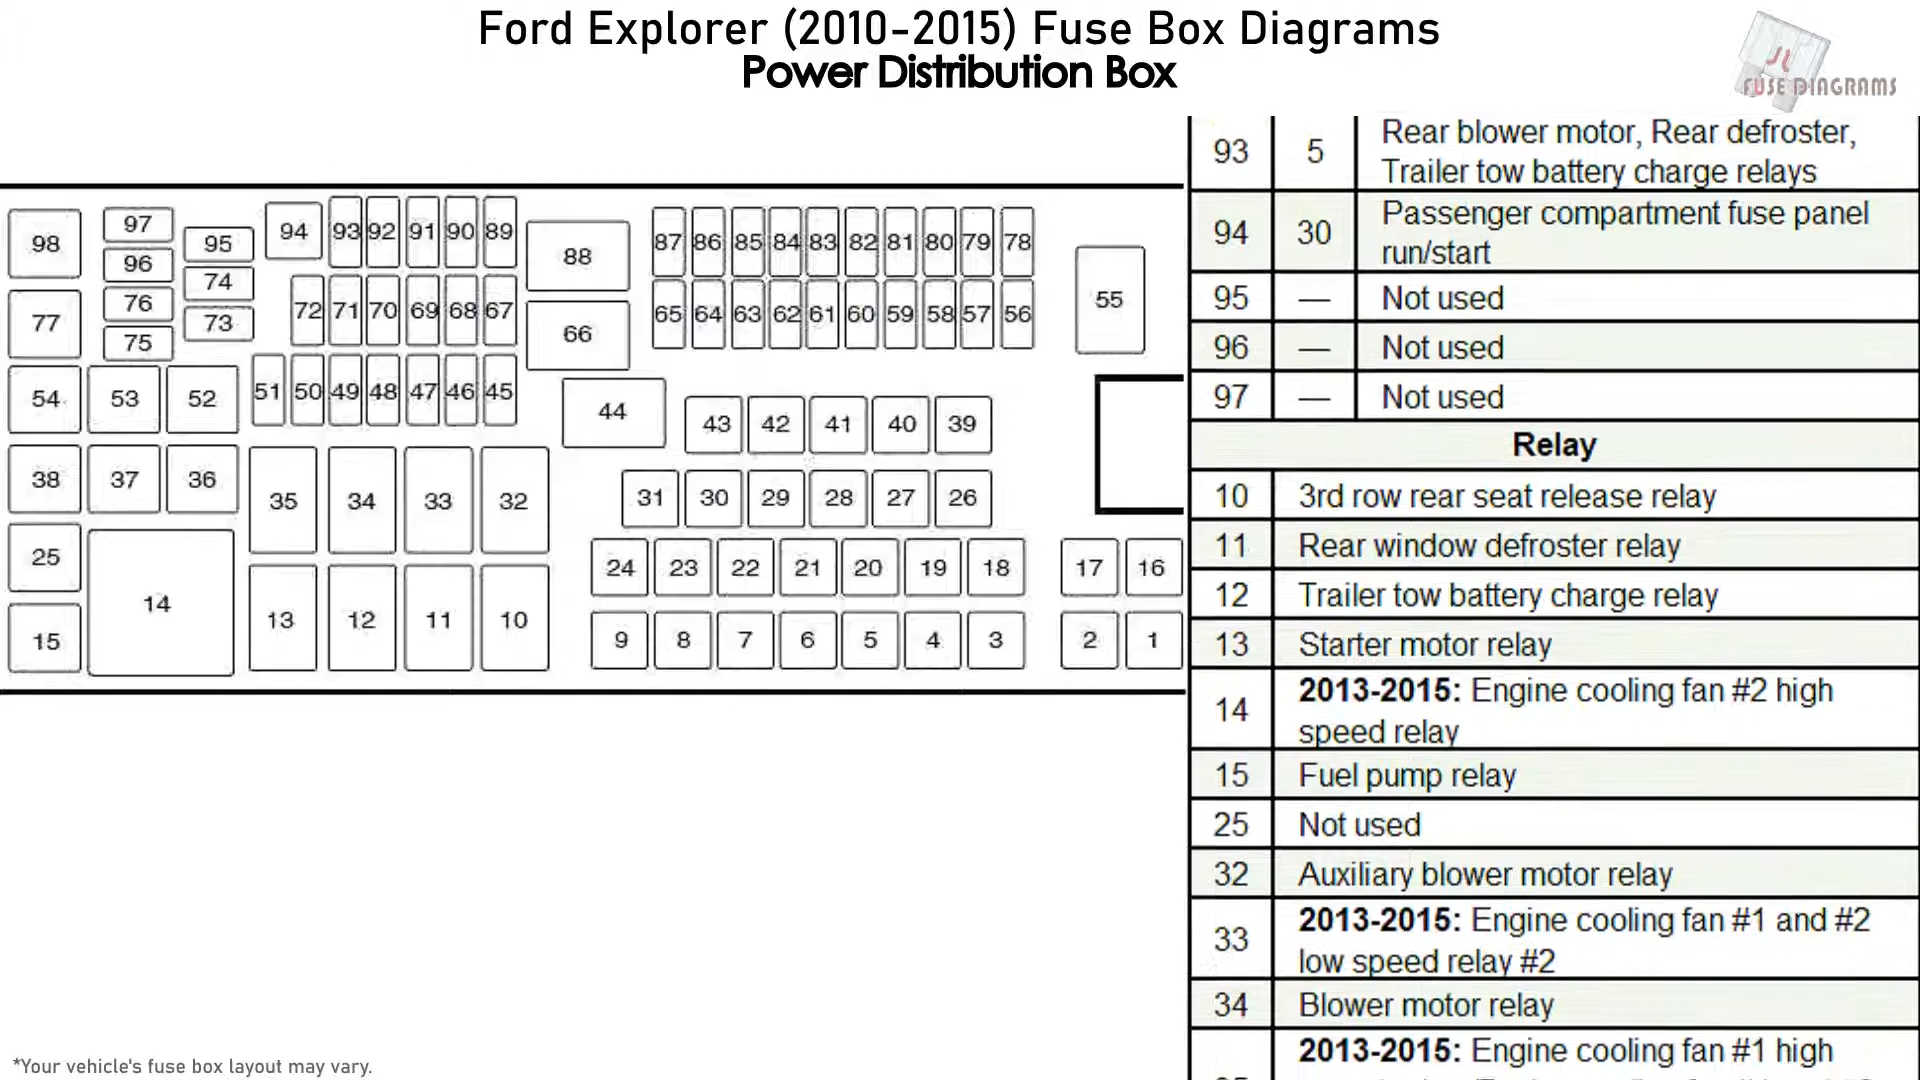 Ford Explorer (2010-2015) Fuse Box Diagrams
Power Distribution Box
FUSE DIAGRAMS
98 97 95 94 93 92 91 90 89 88 87 86 85 84 83 82 81 80 79 78
96 74
77 76 73 72 71 70 69 68 67 66 65 64 63 62 61 60 59 58 57 56 55
75
54 53 52 51 50 49 48 47 46 45 44 43 42 41 40 39
38 37 36 35 34 33 32 31 30 29 28 27 26
25 24 23 22 21 20 19 18 17 16
15 14 13 12 11 10 9 8 7 6 5 4 3 2 1
93 5 Rear blower motor, Rear defroster,
Trailer tow battery charge relays
94 30 Passenger compartment fuse panel
run/start
95 — Not used
96 — Not used
97 — Not used
Relay
10 3rd row rear seat release relay
11 Rear window defroster relay
12 Trailer tow battery charge relay
13 Starter motor relay
14 2013-2015: Engine cooling fan #2 high
speed relay
15 Fuel pump relay
25 Not used
32 Auxiliary blower motor relay
33 2013-2015: Engine cooling fan #1 and #2
low speed relay #2
34 Blower motor relay
2013-2015: Engine cooling fan #1 high
*Your vehicle's fuse box layout may vary.